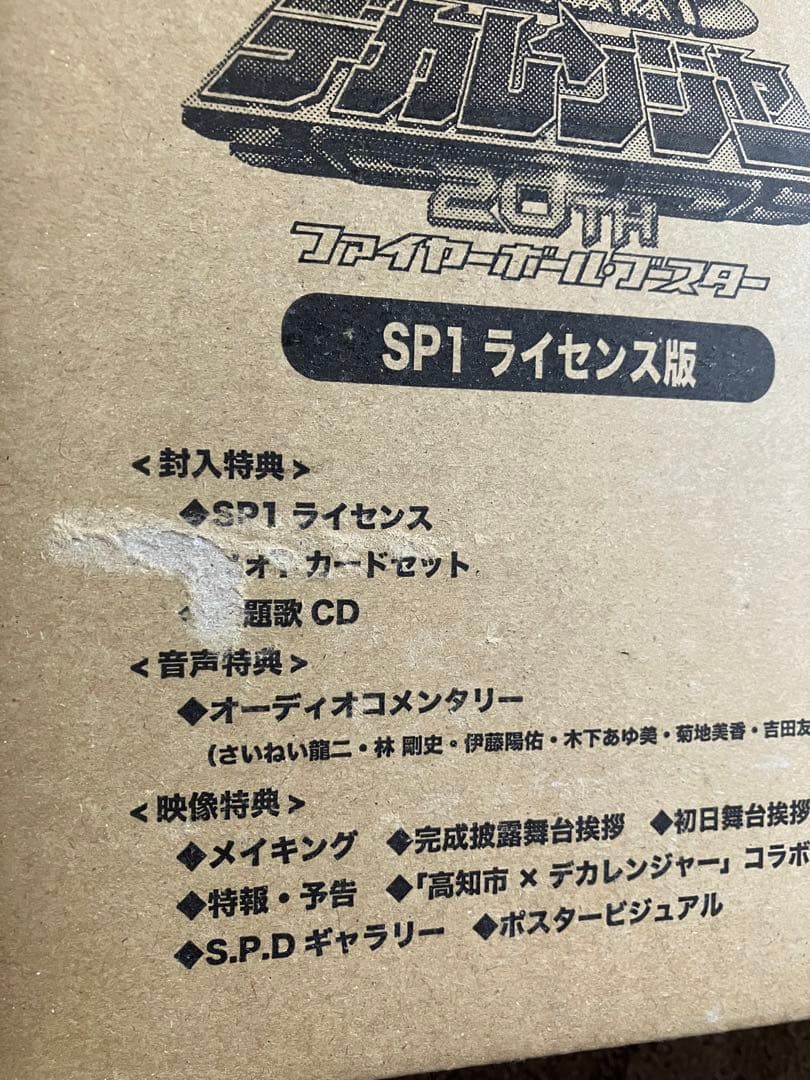 デカレンジャー
20TH
ファイヤーボール・ブースター
SP1 ライセンス版
<封入特典>
◆SP1 ライセンス
カードセット
題歌 CD
<音声特典>
◆オーディオコメンタリー
(さいねい龍二・林 剛史・伊藤陽佑・木下あゆ美・菊地美香・吉田友
<映像特典>
◆メイキング ◆完成披露舞台挨拶 ◆初日舞台挨拶
◆特報・予告 ◆「高知市 × デカレンジャー」コラボ
◆S.P.D ギャラリー ◆ポスタービジュアル